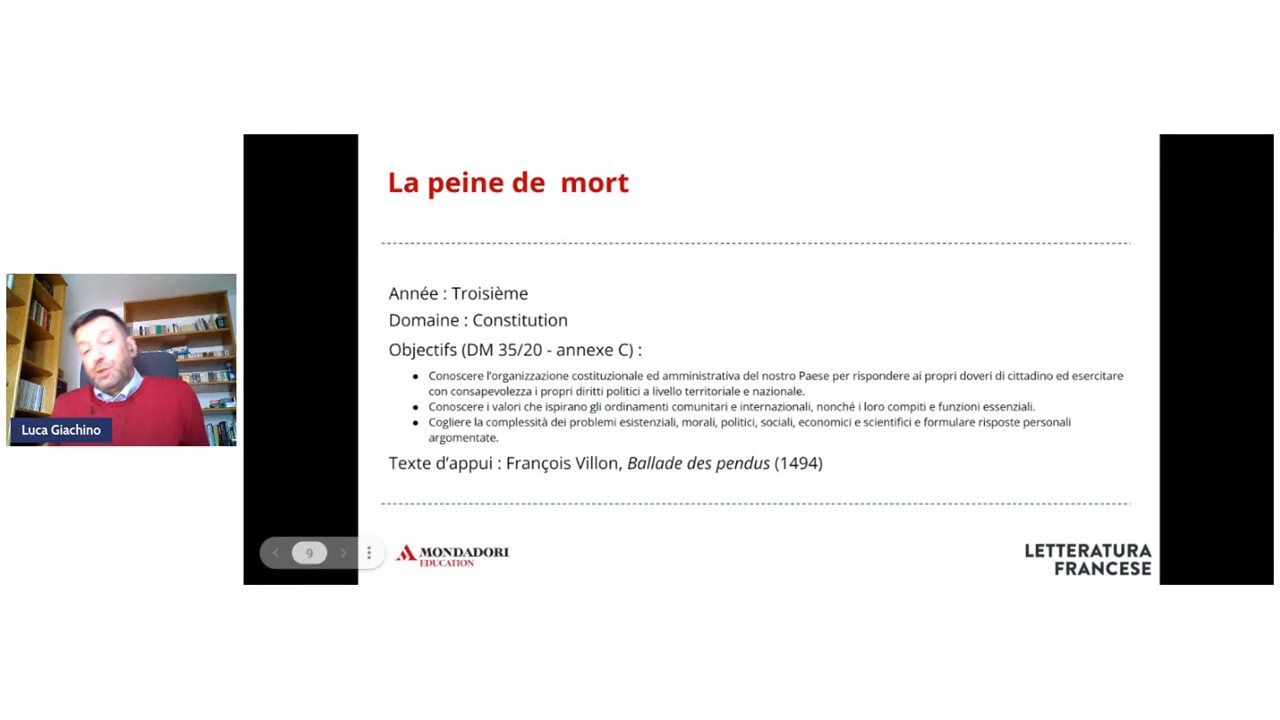 La peine de mort
Année : Troisième
Domaine : Constitution
Objectifs (DM 35/20 - annexe C) :
• Conoscere l'organizzazione costituzionale ed amministrativa del nostro Paese per rispondere ai propri doveri di cittadino ed esercitare
con consapevolezza i propri diritti politici a livello territoriale e nazionale.
• Conoscere i valori che ispirano gli ordinamenti comunitari e internazionali, nonché i loro compiti e funzioni essenziali.
• Cogliere la complessità dei problemi esistenziali, morali, politici, sociali, economici e scientifici e formulare risposte personali
argomentate.
Texte d'appui : François Villon, Ballade des pendus (1494)
Luca Giachino
9
MONDADORI
EDUCATION
LETTERATURA
FRANCESE